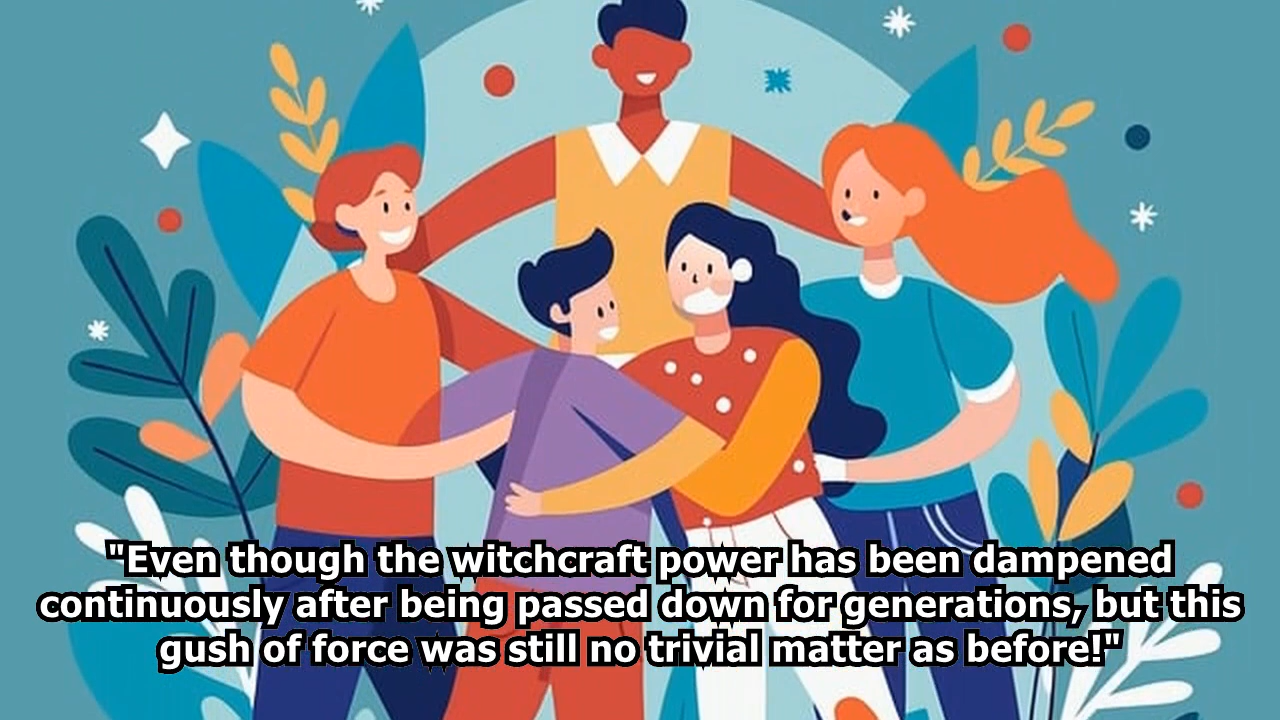 "Even though the witchcraft power has been dampened
continuously after being passed down for generations, but this
gush of force was still no trivial matter as before!"